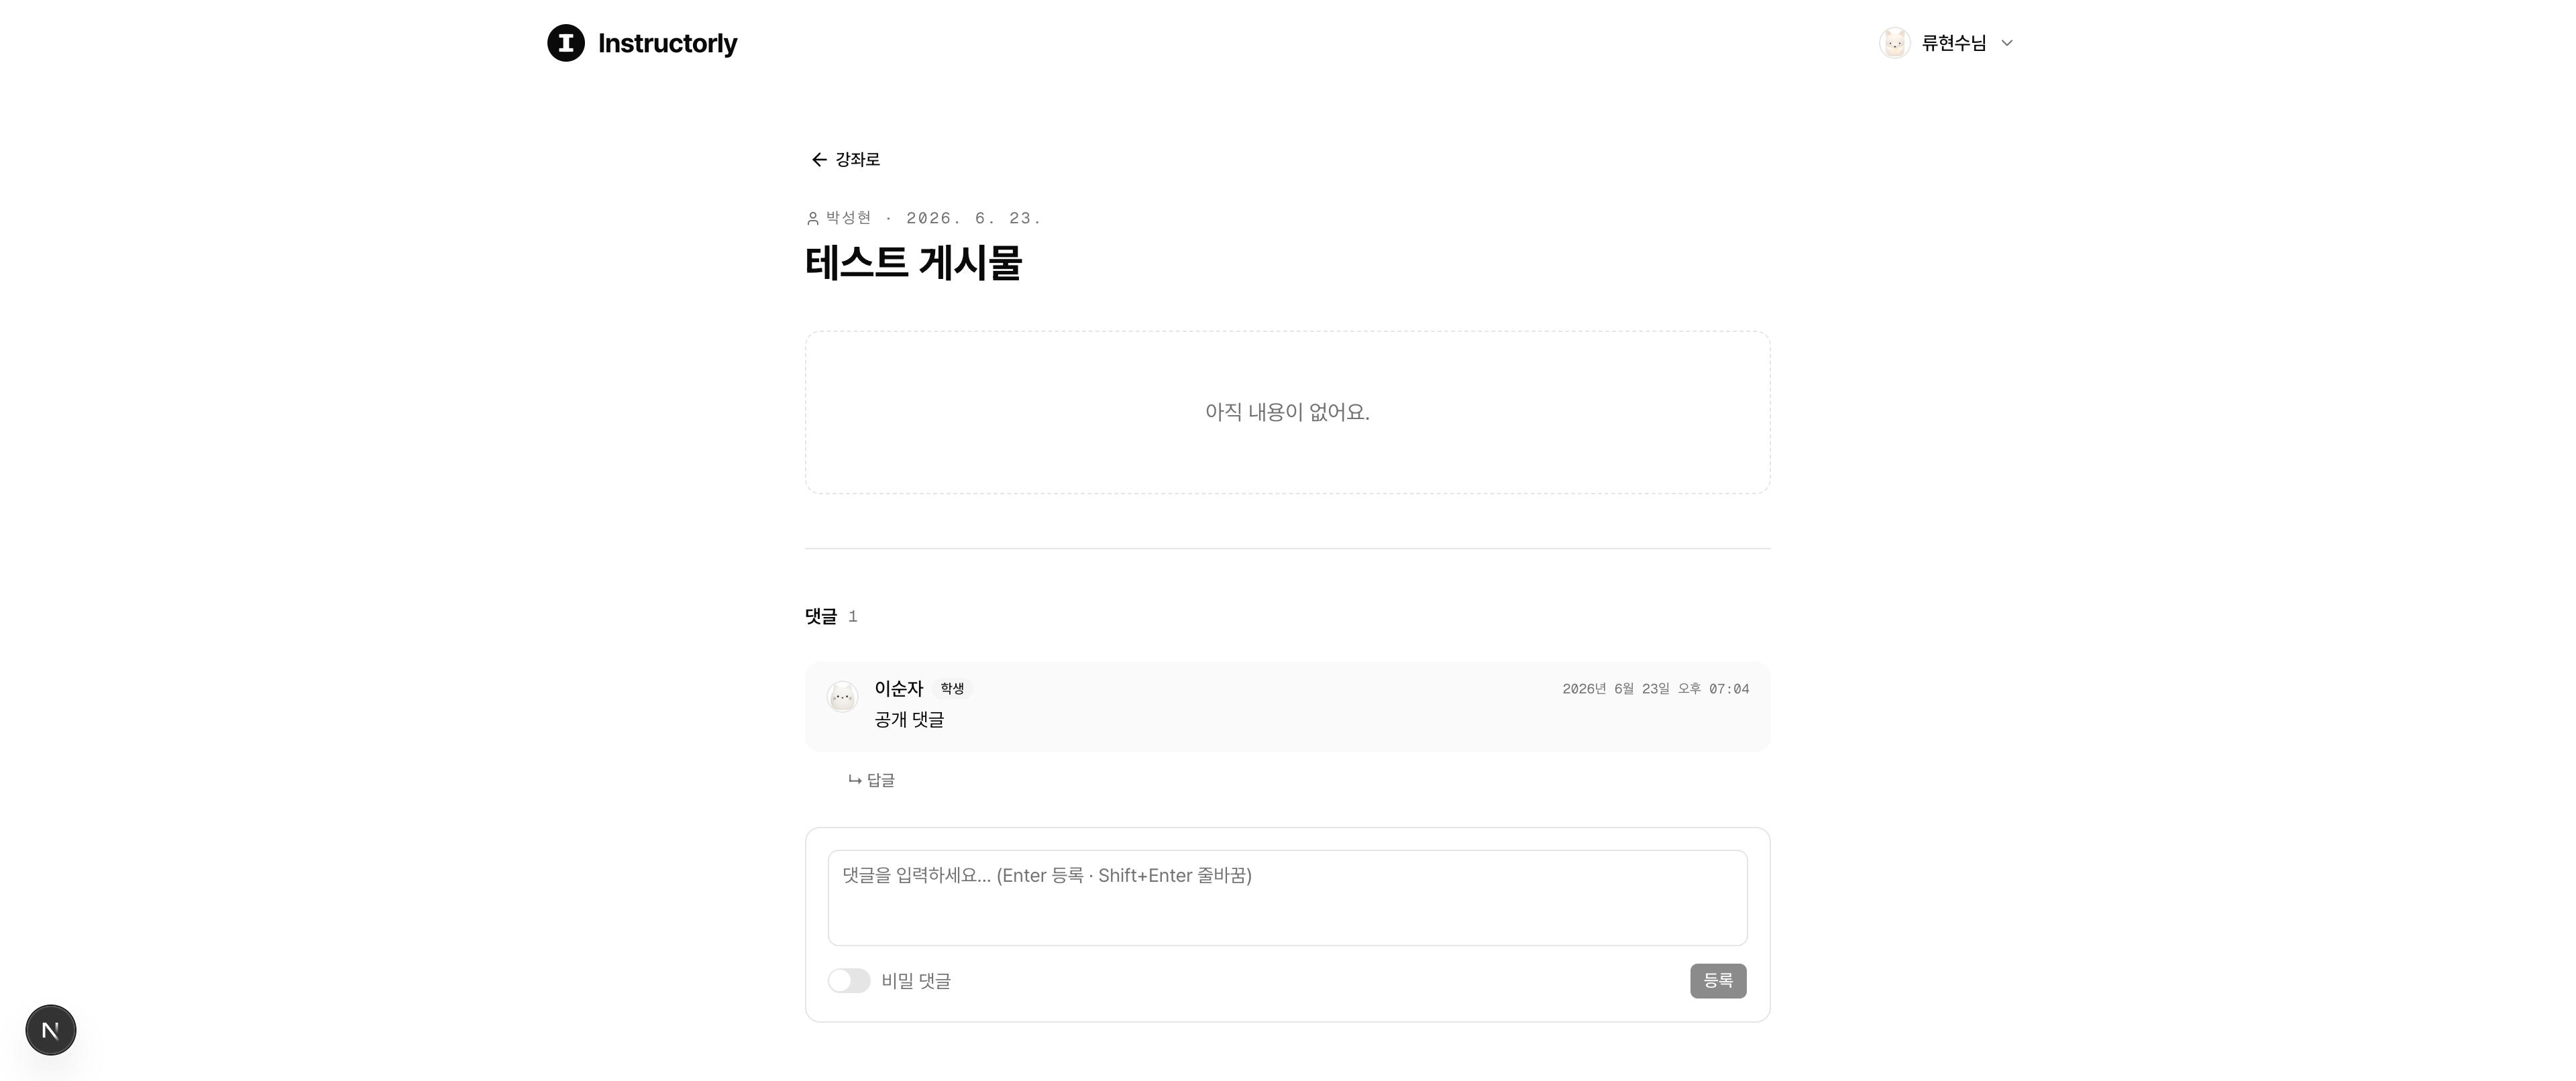 Instructorly
류현수님
강좌로
박성현 · 2026. 6. 23.
테스트 게시물
아직 내용이 없어요.
댓글 1
이순자 학생 2026년 6월 23일 오후 07:04
공개 댓글
답글
댓글을 입력하세요... (Enter 등록 · Shift+Enter 줄바꿈)
비밀 댓글
등록
N